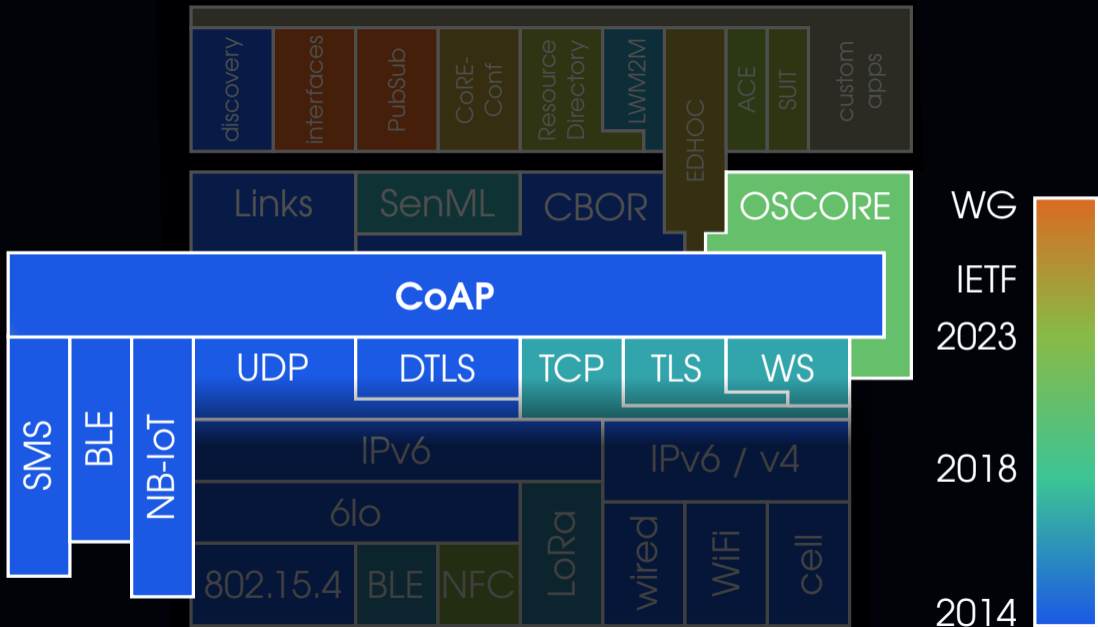 discovery
interfaces
PubSub
CoRE-
Conf
Resource
Directory
LWM2M
EDHOC
ACE
SUIT
custom
apps
Links
SenML
CBOR
OSCORE
CoAP
SMS
BLE
NB-IoT
UDP
DTLS
TCP
TLS
WS
IPv6
IPv6 / v4
6lo
802.15.4
BLE
NFC
LoRa
wired
WiFi
cell
WG
IETF
2023
2018
2014